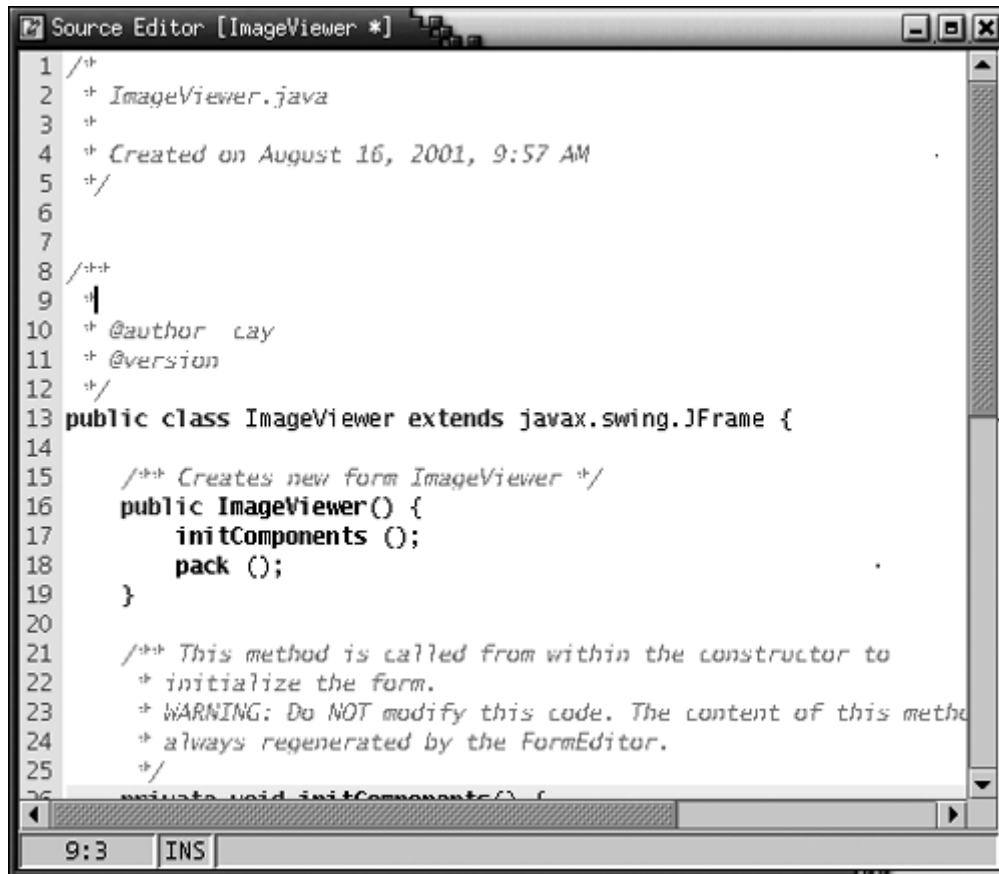 Source Editor [ImageViewer *]
1 /*
2  * ImageViewer.java
3  *
4  * Created on August 16, 2001, 9:57 AM
5  */
6
7
8 /**
9  *
10  * @author  cay
11  * @version
12  */
13 public class ImageViewer extends javax.swing.JFrame {
14
15     /** Creates new form ImageViewer */
16     public ImageViewer() {
17         initComponents ();
18         pack ();
19     }
20
21     /** This method is called from within the constructor to
22      * initialize the form.
23      * WARNING: Do NOT modify this code. The content of this metho
24      * always regenerated by the FormEditor.
25      */
26     private void initComponents() {
9:3 INS